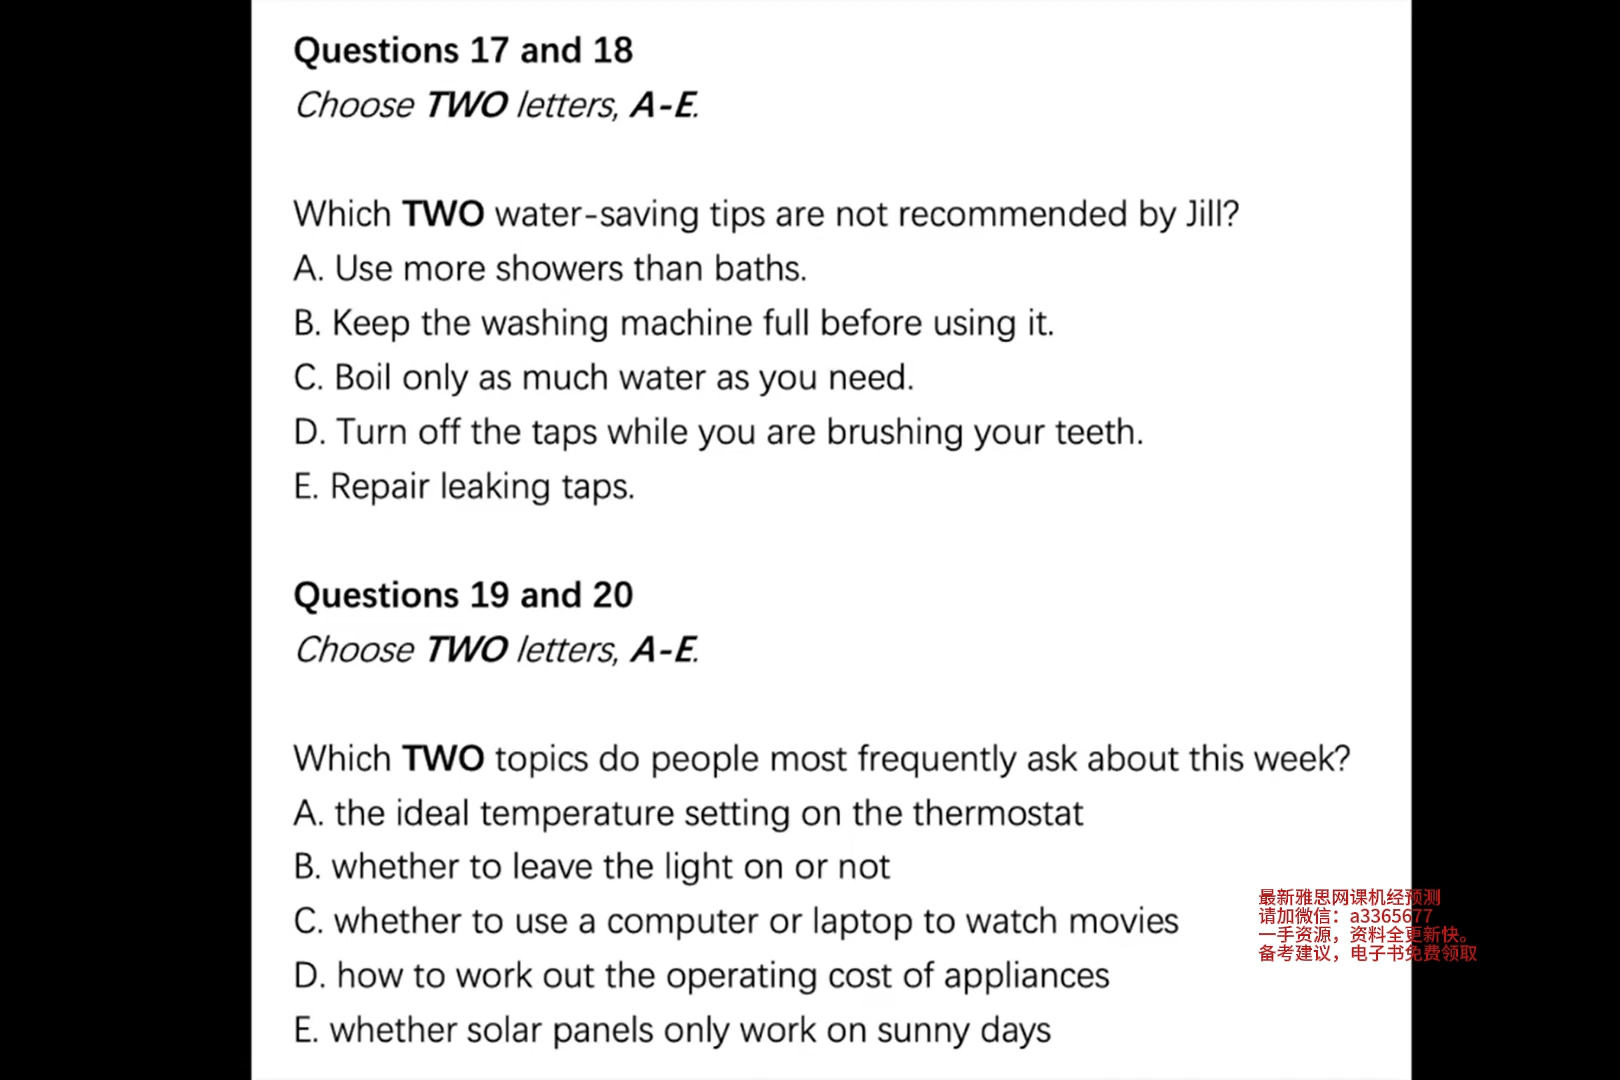 Questions 17 and 18
Choose TWO letters, A-E.
Which TWO water-saving tips are not recommended by Jill?
A. Use more showers than baths.
B. Keep the washing machine full before using it.
C. Boil only as much water as you need.
D. Turn off the taps while you are brushing your teeth.
E. Repair leaking taps.
Questions 19 and 20
Choose TWO letters, A-E.
Which TWO topics do people most frequently ask about this week?
A. the ideal temperature setting on the thermostat
B. whether to leave the light on or not
C. whether to use a computer or laptop to watch movies
D. how to work out the operating cost of appliances
E. whether solar panels only work on sunny days
最新雅思网课机经预测
请加微信：a3365677
一手资源，资料全更新快。
备考建议，电子书免费领取